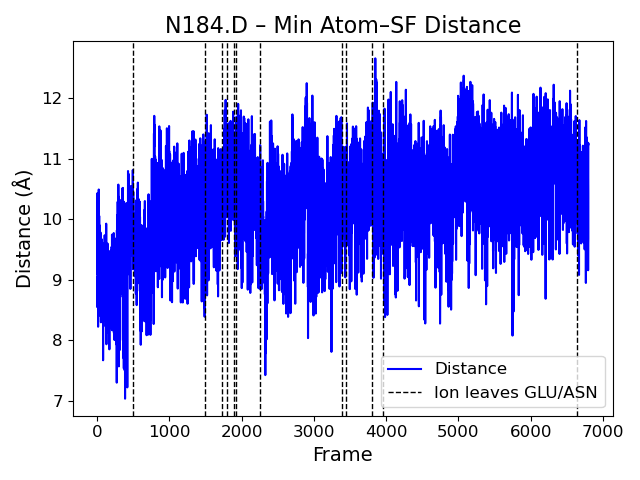 N184.D – Min Atom–SF Distance
Distance (Å)
12
11
10
9
8
7
Distance
Ion leaves GLU/ASN
0 1000 2000 3000 4000 5000 6000 7000
Frame